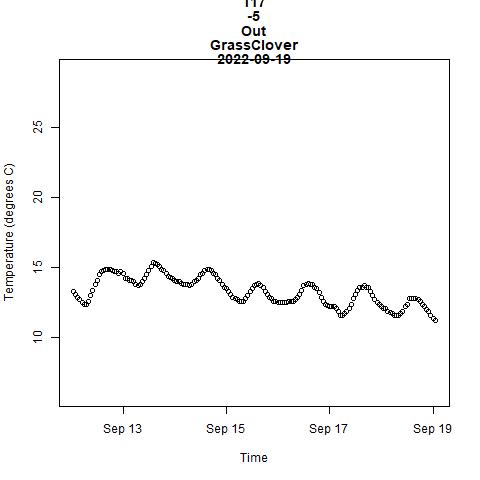 117
-5
Out
GrassClover
2022-09-19
Temperature (degrees C)
25
20
15
10
Sep 13
Sep 15
Sep 17
Sep 19
Time